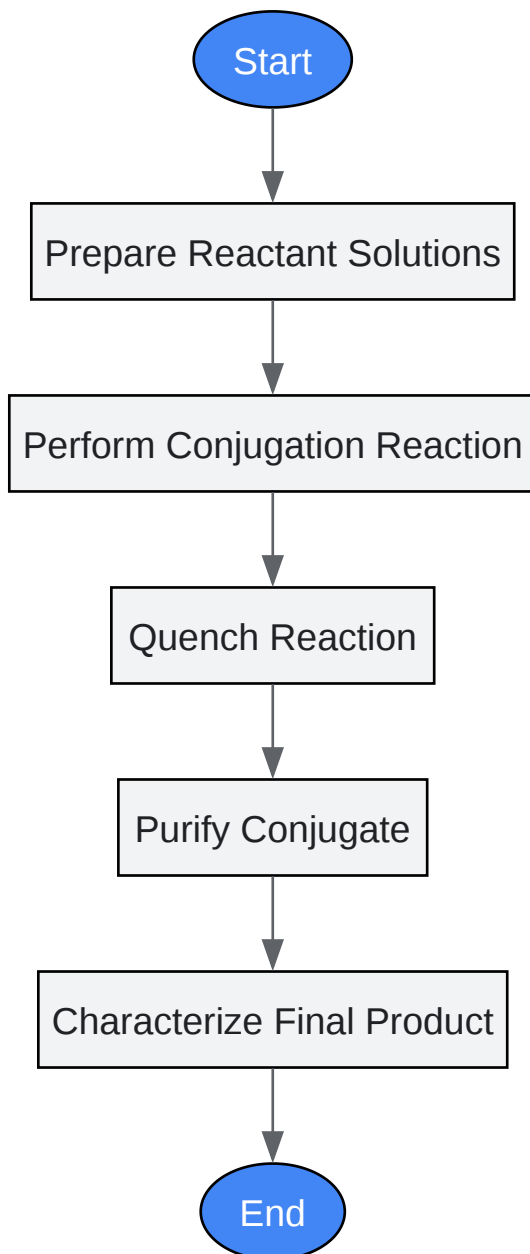 Start
Prepare Reactant Solutions
Perform Conjugation Reaction
Quench Reaction
Purify Conjugate
Characterize Final Product
End